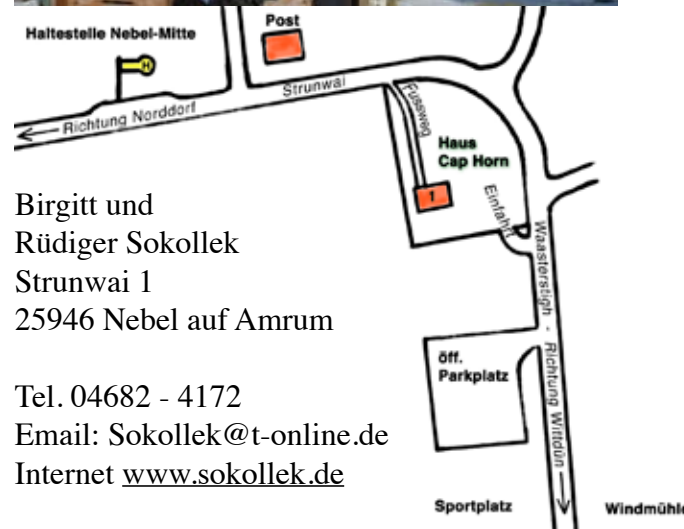 Post
Haltestelle Nebel-Mitte
H
Strunwai
Richtung Norddorf
Fussweg
Haus
Cap Horn
1
Einfahrt
Waasterstigh - Richtung Wittdün
Birgitt und
Rüdiger Sokollek
Strunwai 1
25946 Nebel auf Amrum
öff.
Parkplatz
Tel. 04682 - 4172
Email: Sokollek@t-online.de
Internet www.sokollek.de
Sportplatz
Windmühle